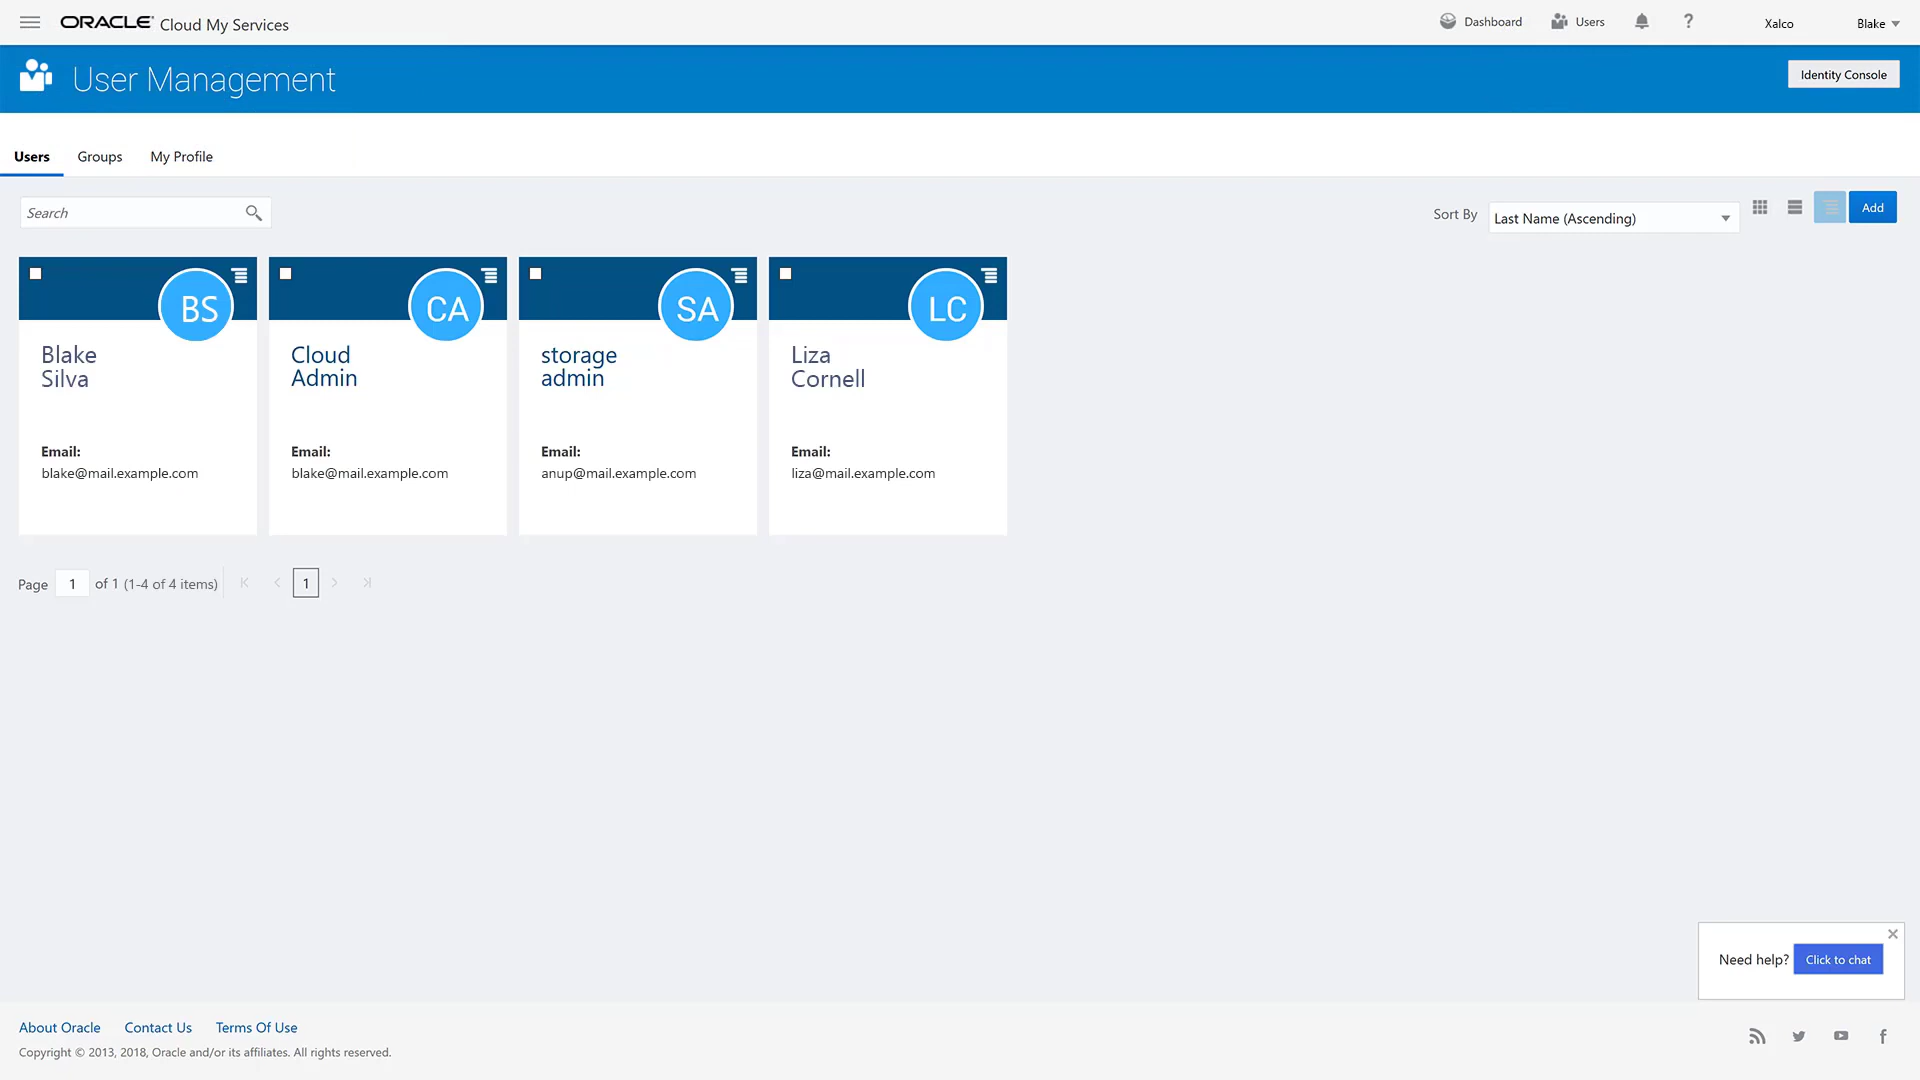 ORACLE Cloud My Services
Dashboard
Users
?
Xalco
Blake
User Management
Identity Console
Users
Groups
My Profile
Search
Sort By
Last Name (Ascending)
Add
BS
Blake
Silva
Email:
blake@mail.example.com
CA
Cloud
Admin
Email:
blake@mail.example.com
SA
storage
admin
Email:
anup@mail.example.com
LC
Liza
Cornell
Email:
liza@mail.example.com
Page 1 of 1 (1-4 of 4 items) 1
Need help? Click to chat
About Oracle
Contact Us
Terms Of Use
Copyright © 2013, 2018, Oracle and/or its affiliates. All rights reserved.